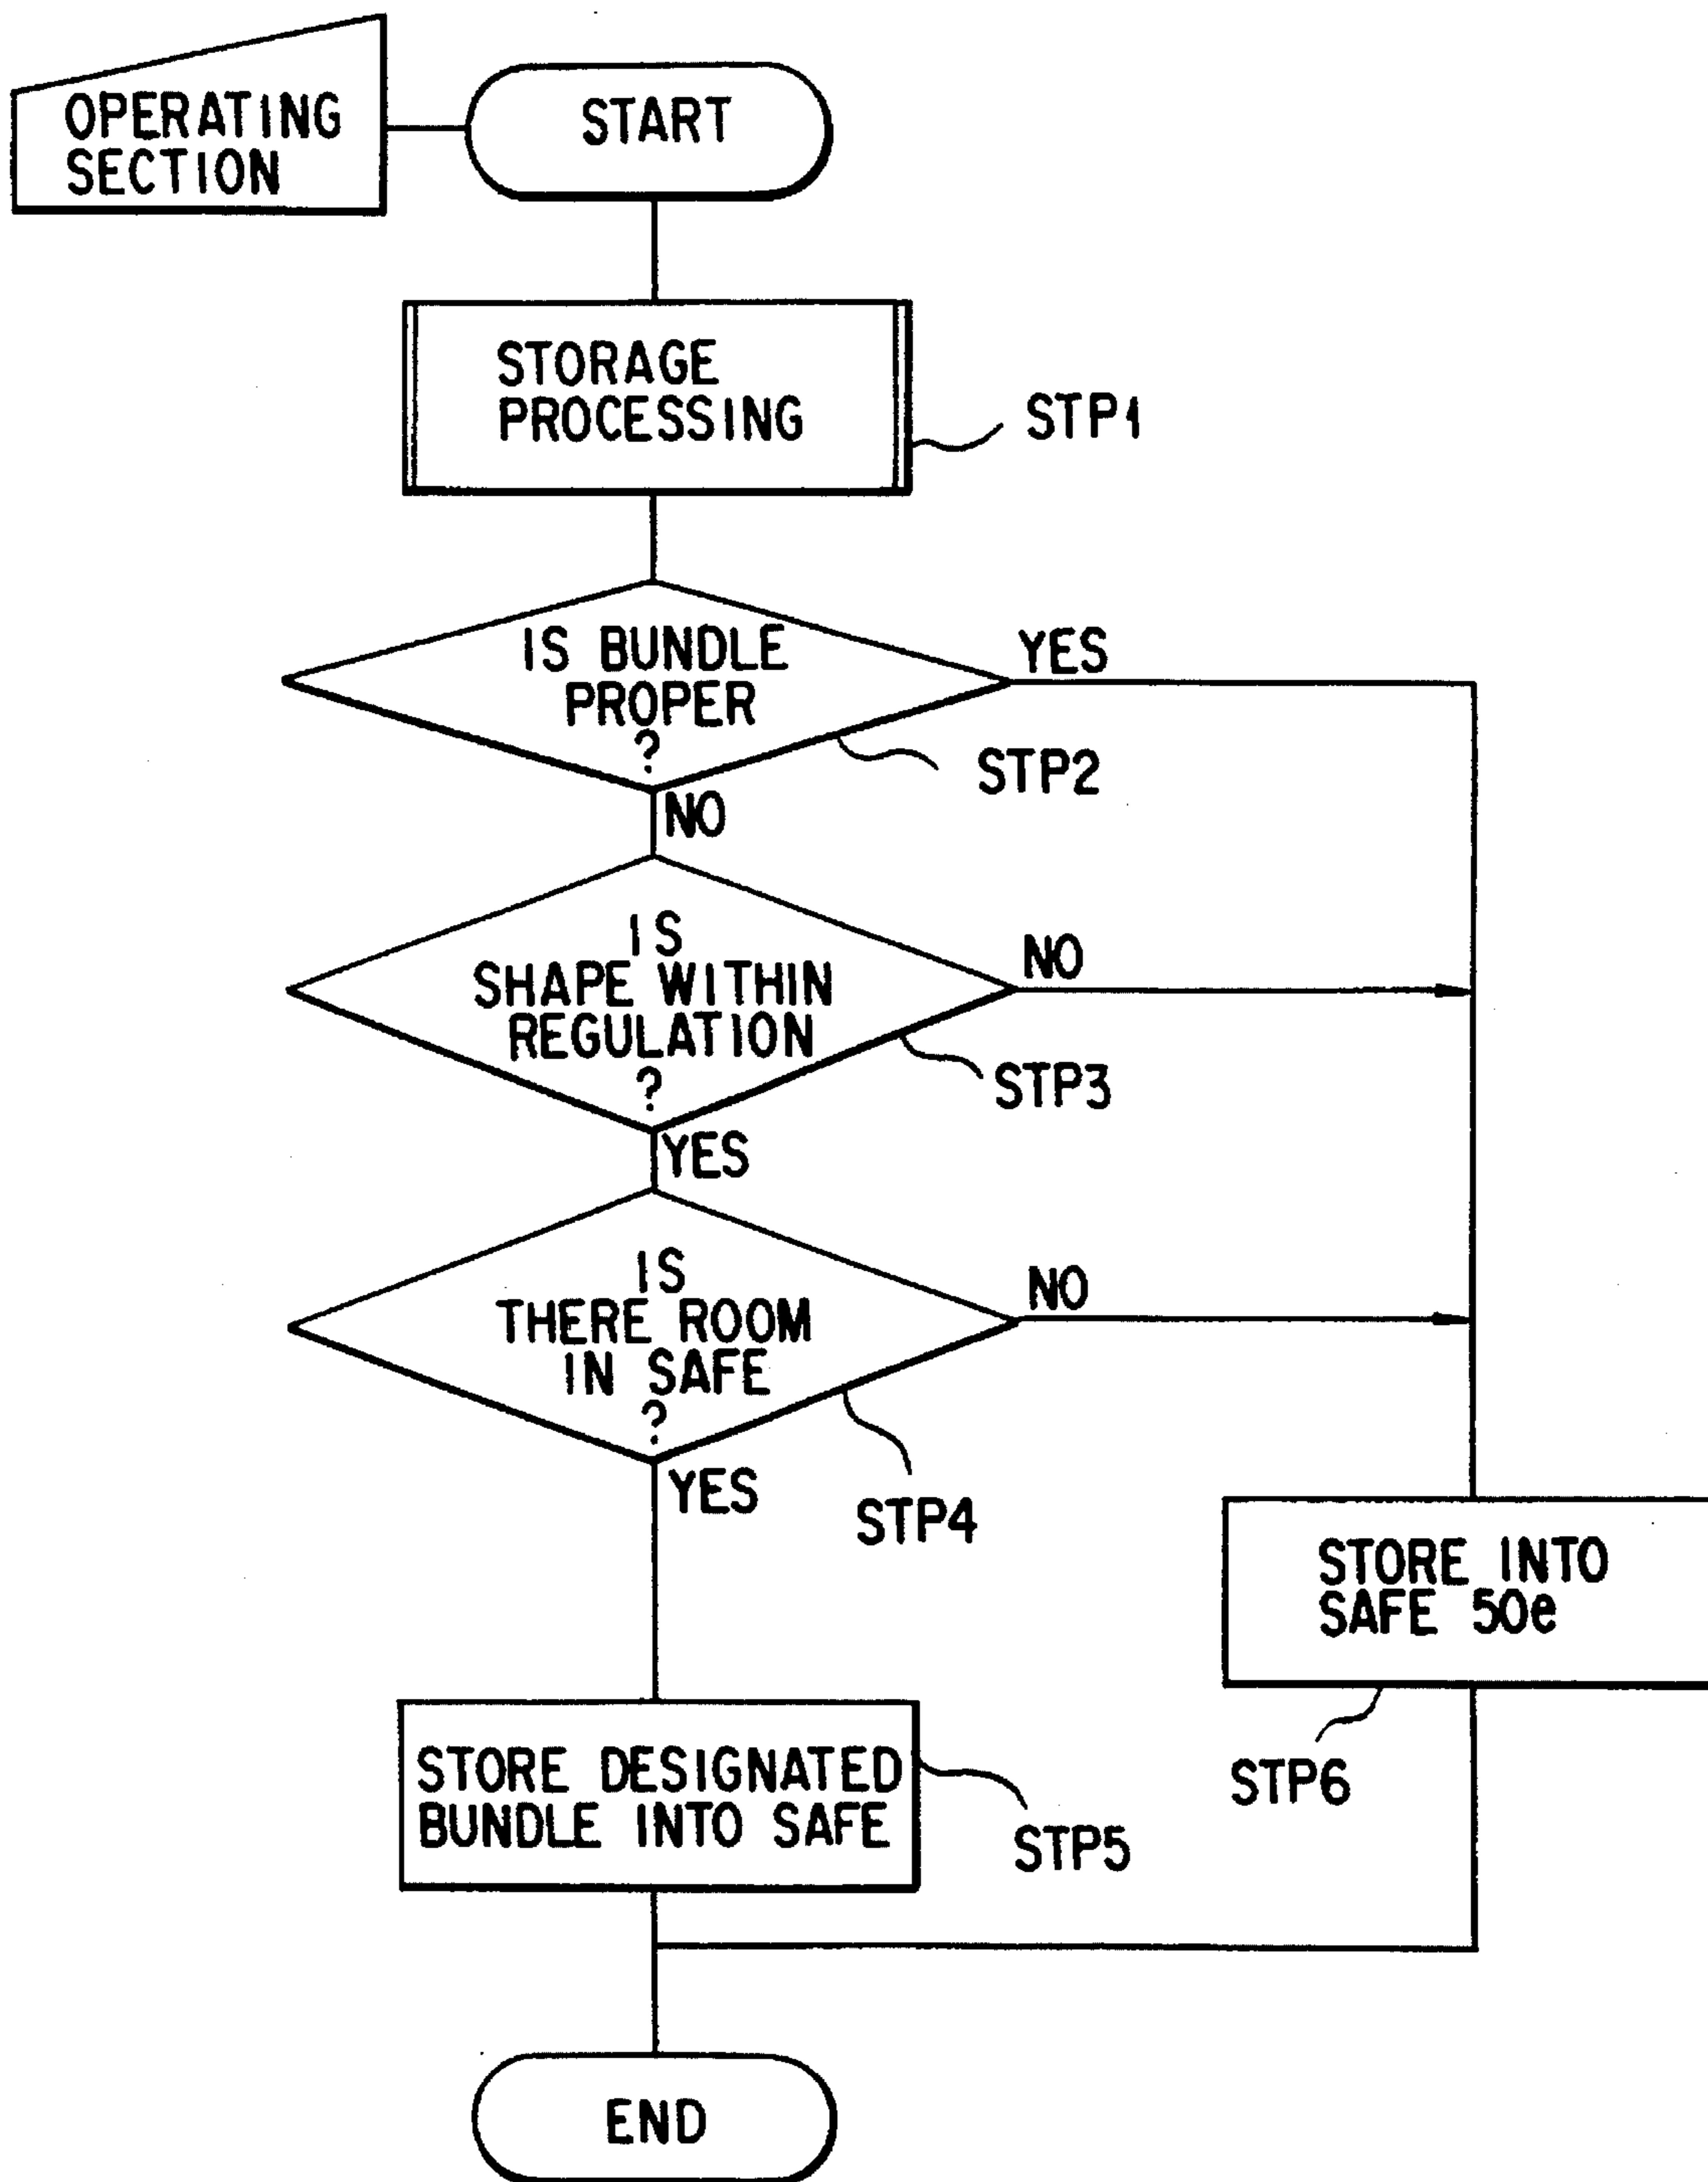 OPERATING
SECTION
START
STORAGE
PROCESSING
STP1
IS BUNDLE
PROPER
?
YES
STP2
NO
IS
SHAPE WITHIN
REGULATION
?
NO
STP3
YES
IS
THERE ROOM
IN SAFE
?
NO
STP4
YES
STORE INTO
SAFE 50e
STP6
STORE DESIGNATED
BUNDLE INTO SAFE
STP5
END